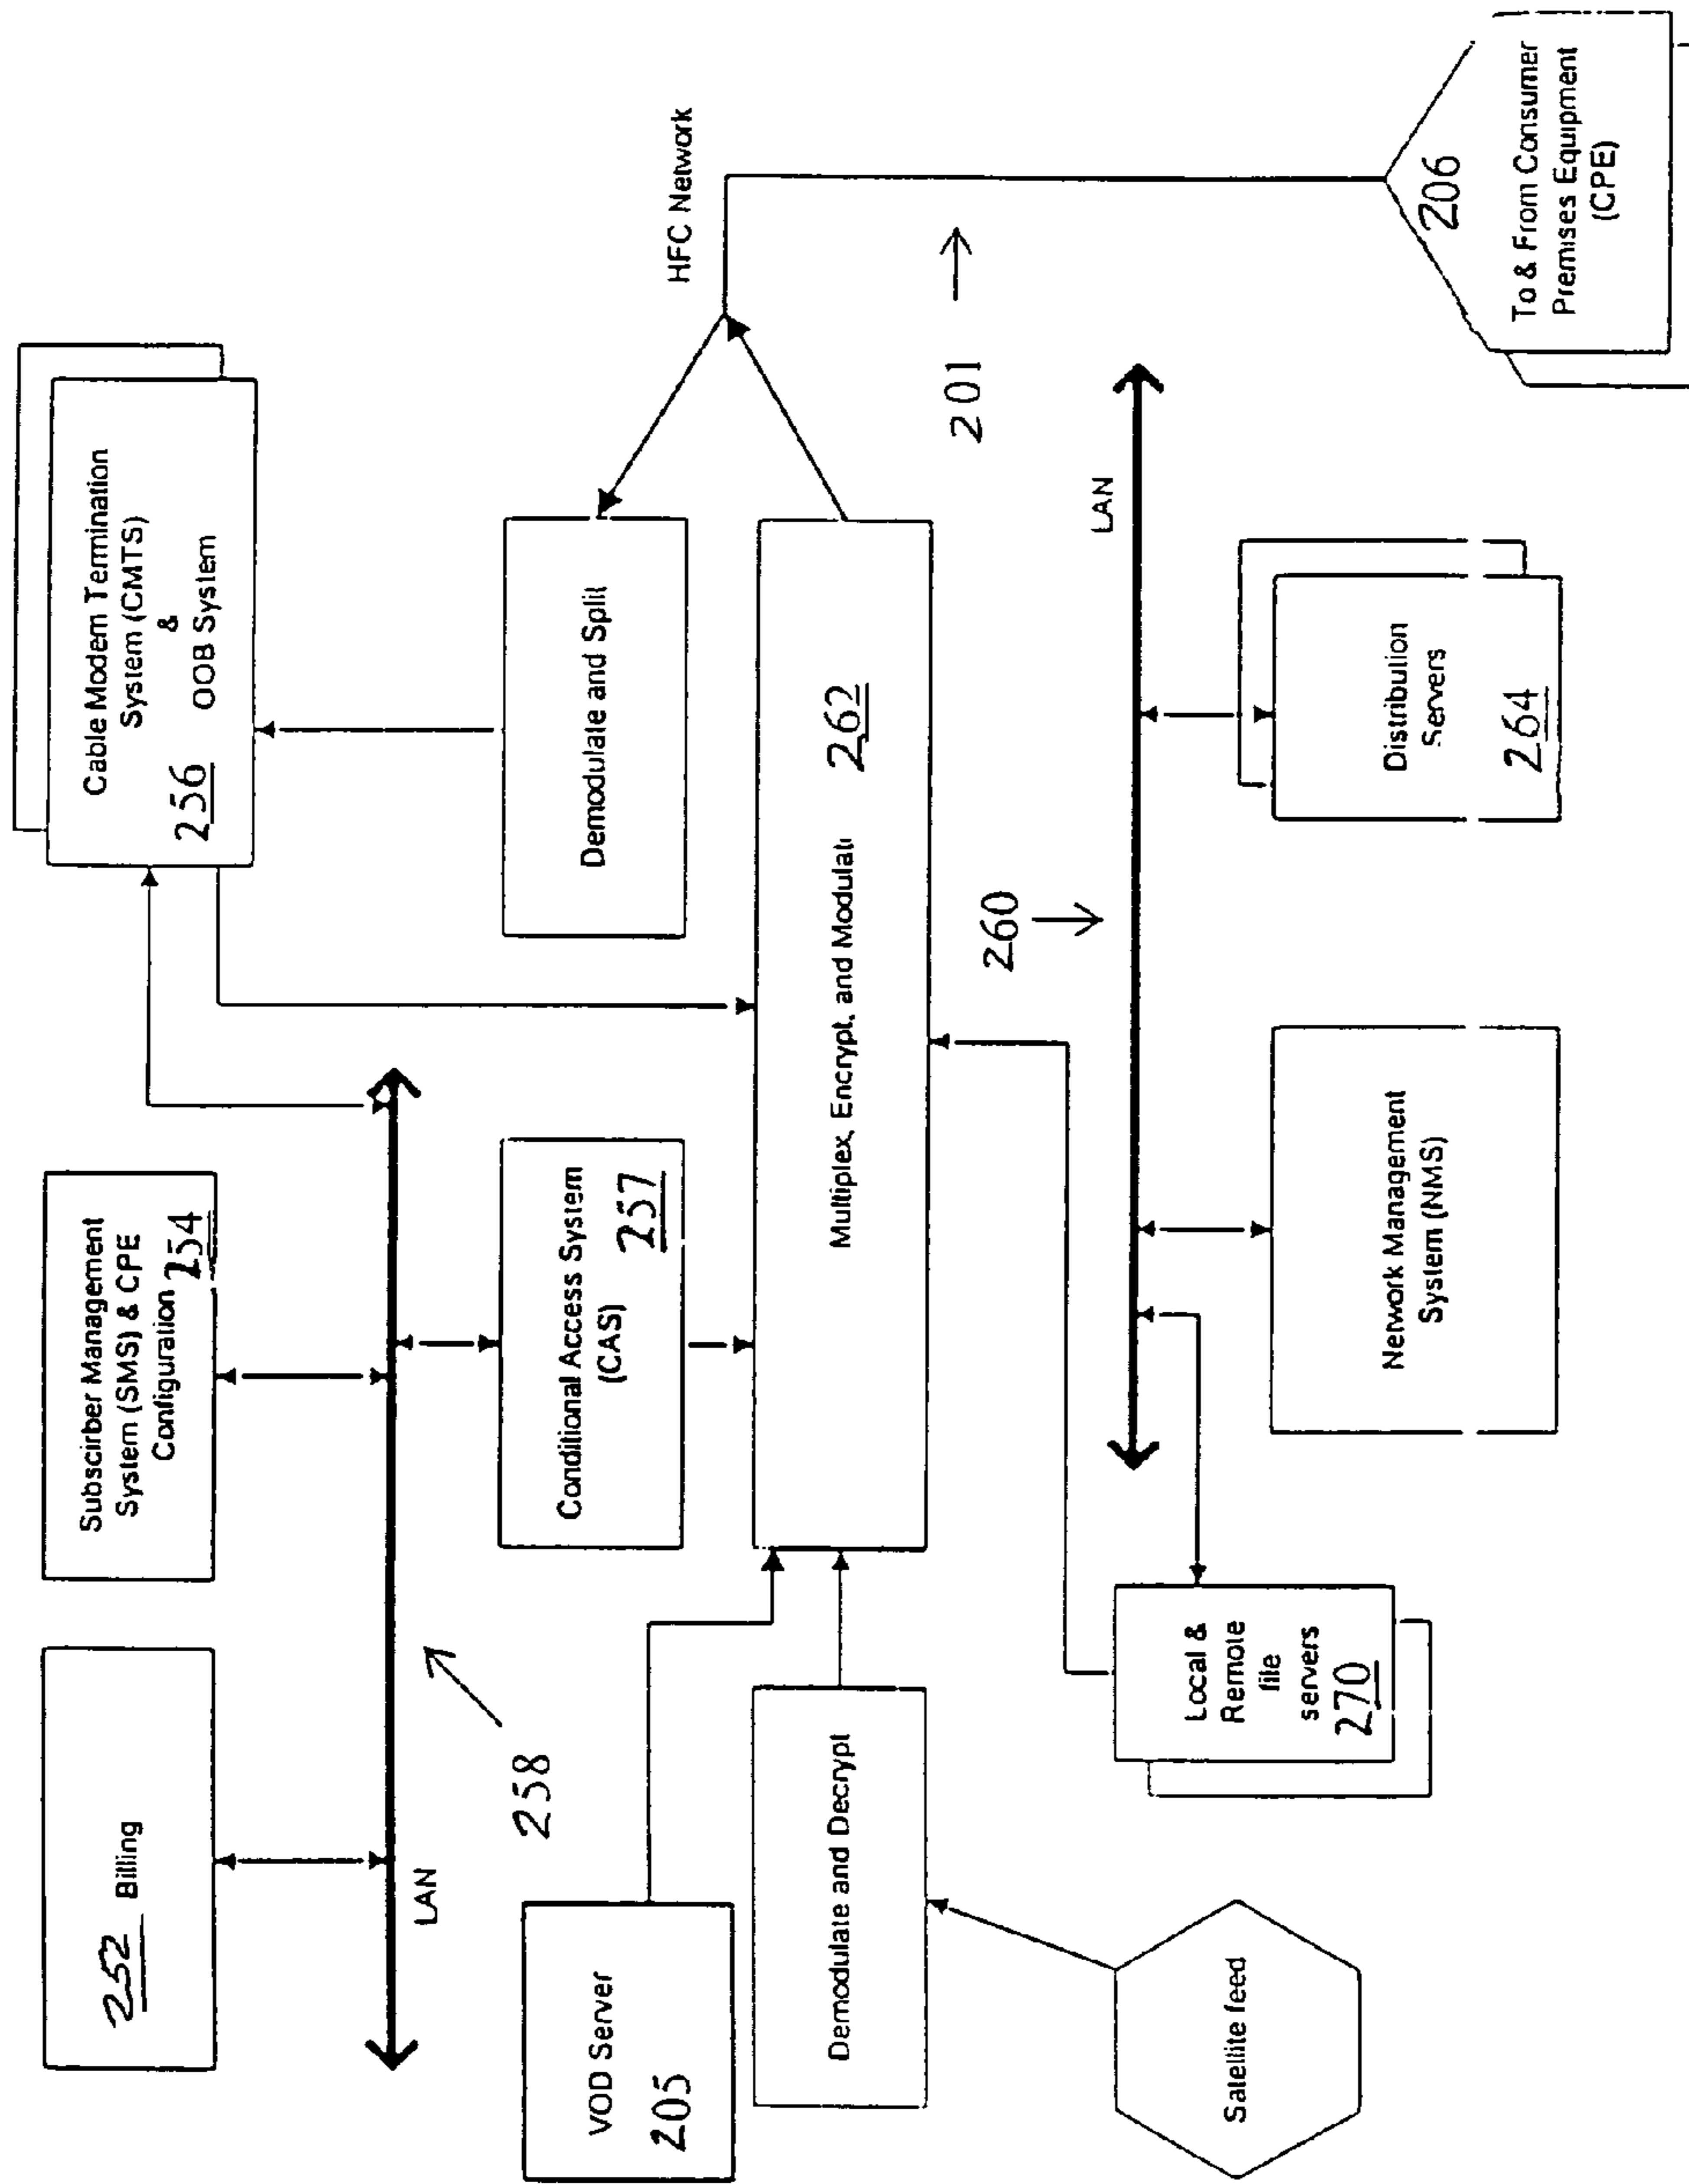 252 Billing
Subscirber Management
System (SMS) & CPE
Configuration 254
Cable Modem Termination
System (CMTS)
&
256 OOB System
LAN
258
VOD Server
205
Conditional Access System
(CAS) 257
Demodulate and Split
HFC Network
Demodulate and Decrypt
Multiplex, Encrypt, and Modulati 262
201
260
LAN
Satellite feed
Local &
Remote
file
servers
270
Network Management
System (NMS)
Distribution
Servers
264
206
To & From Consumer
Premises Equipment
(CPE)